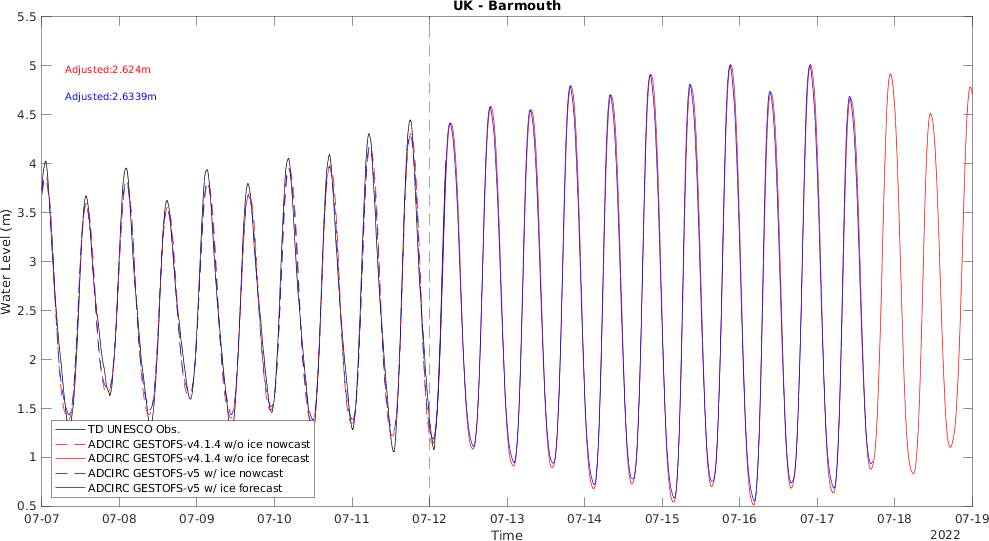 UK - Barmouth
5.5
5
4.5
4
3.5
3
2.5
2
1.5
1
0.5
Water Level (m)
Adjusted:2.624m
Adjusted:2.6339m
TD UNESCO Obs.
ADCIRC GESTOFS-v4.1.4 w/o ice nowcast
ADCIRC GESTOFS-v4.1.4 w/o ice forecast
ADCIRC GESTOFS-v5 w/ ice nowcast
ADCIRC GESTOFS-v5 w/ ice forecast
07-07 07-08 07-09 07-10 07-11 07-12 07-13 07-14 07-15 07-16 07-17 07-18 07-19
Time
2022